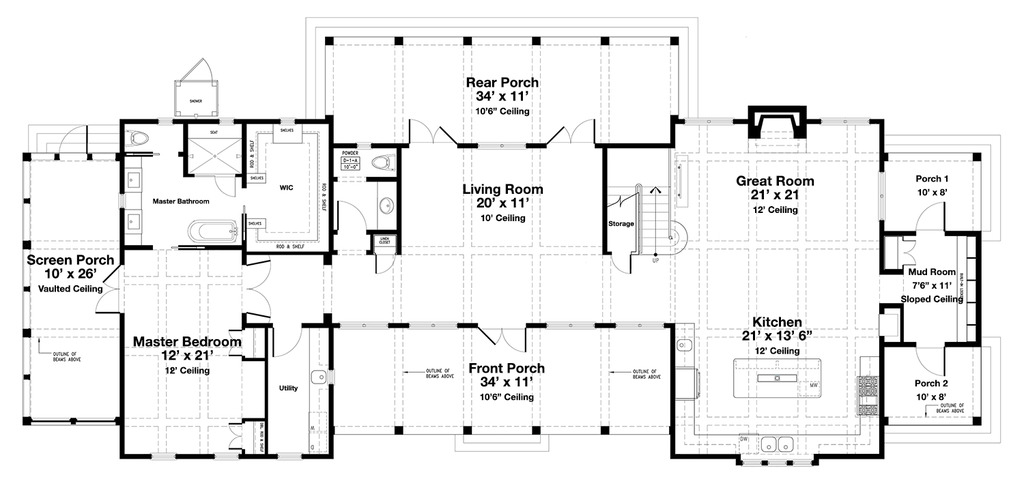 Rear Porch
34' x 11'
10'6" Ceiling
SHOWER
SEAT
SHELVES
ROD & SHELF
SHELVES
WIC
ROD & SHELF
SHELVES
ROD & SHELF
Master Bathroom
POWDER
D-1-A
10'-0"
LINEN
CLOSET
Living Room
20' x 11'
10' Ceiling
Storage
UP
Great Room
21' x 21
12' Ceiling
Porch 1
10' x 8'
Screen Porch
10' x 26'
Vaulted Ceiling
Mud Room
7'6" x 11'
Sloped Ceiling
Kitchen
21' x 13' 6"
12' Ceiling
MW
DW
Master Bedroom
12' x 21'
12' Ceiling
OUTLINE OF
BEAMS ABOVE
Utility
W
D
Front Porch
34' x 11'
10'6" Ceiling
OUTLINE OF
BEAMS ABOVE
OUTLINE OF
BEAMS ABOVE
Porch 2
10' x 8'
OUTLINE OF
BEAMS ABOVE